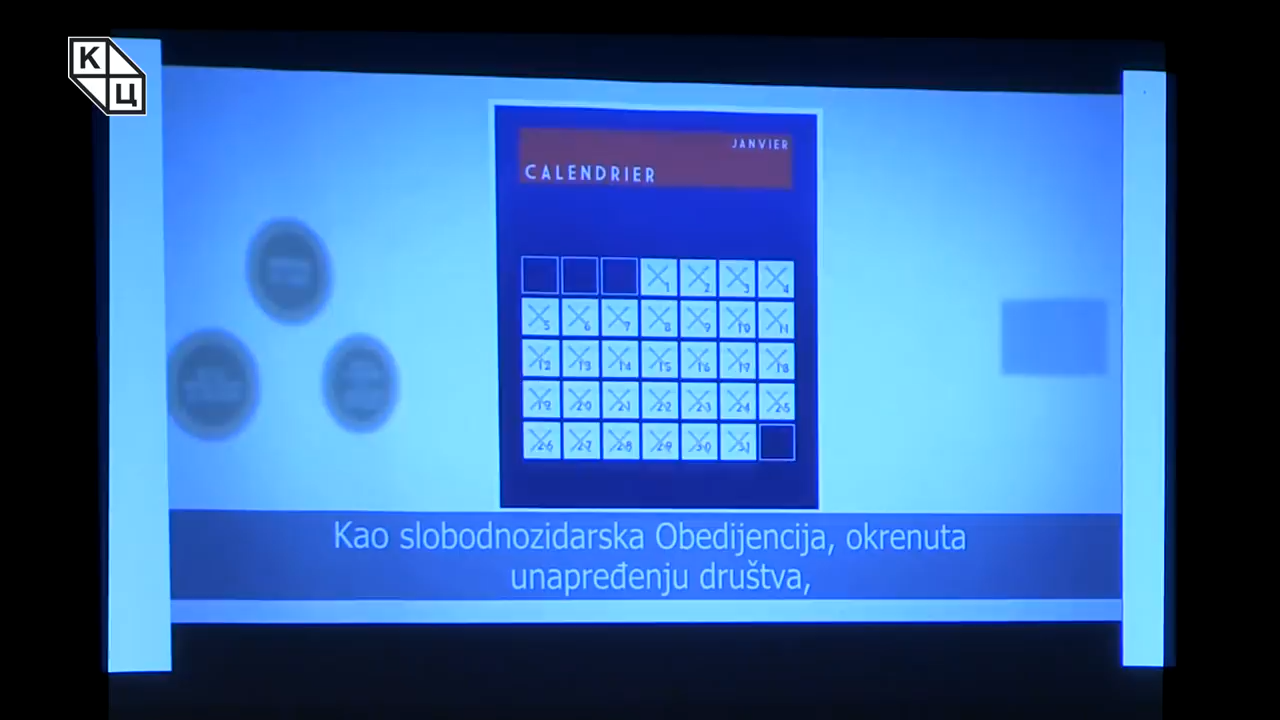 К
Ц
JANVIER
CALENDRIER
1 2 3 4
5 6 7 8 9 10 11
12 13 14 15 16 17 18
19 20 21 22 23 24 25
26 27 28 29 30 31
Kao slobodnozidarska Obedijencija, okrenuta
unapređenju društva,